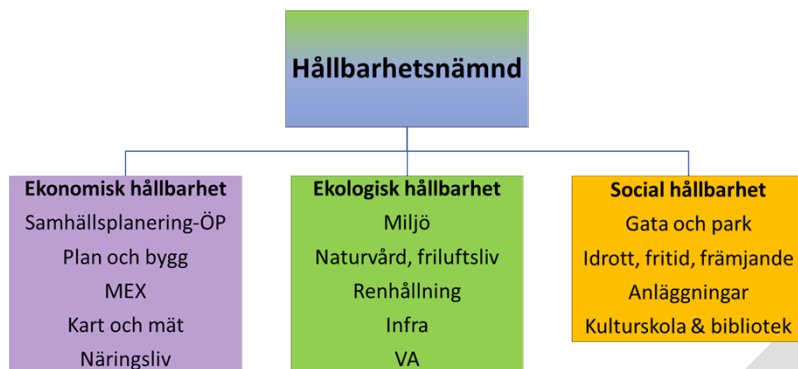 Hållbarhetsnämnd
Ekonomisk hållbarhet
Samhällsplanering-ÖP
Plan och bygg
MEX
Kart och mät
Näringsliv
Ekologisk hållbarhet
Miljö
Naturvård, friluftsliv
Renhållning
Infra
VA
Social hållbarhet
Gata och park
Idrott, fritid, främjande
Anläggningar
Kulturskola & bibliotek